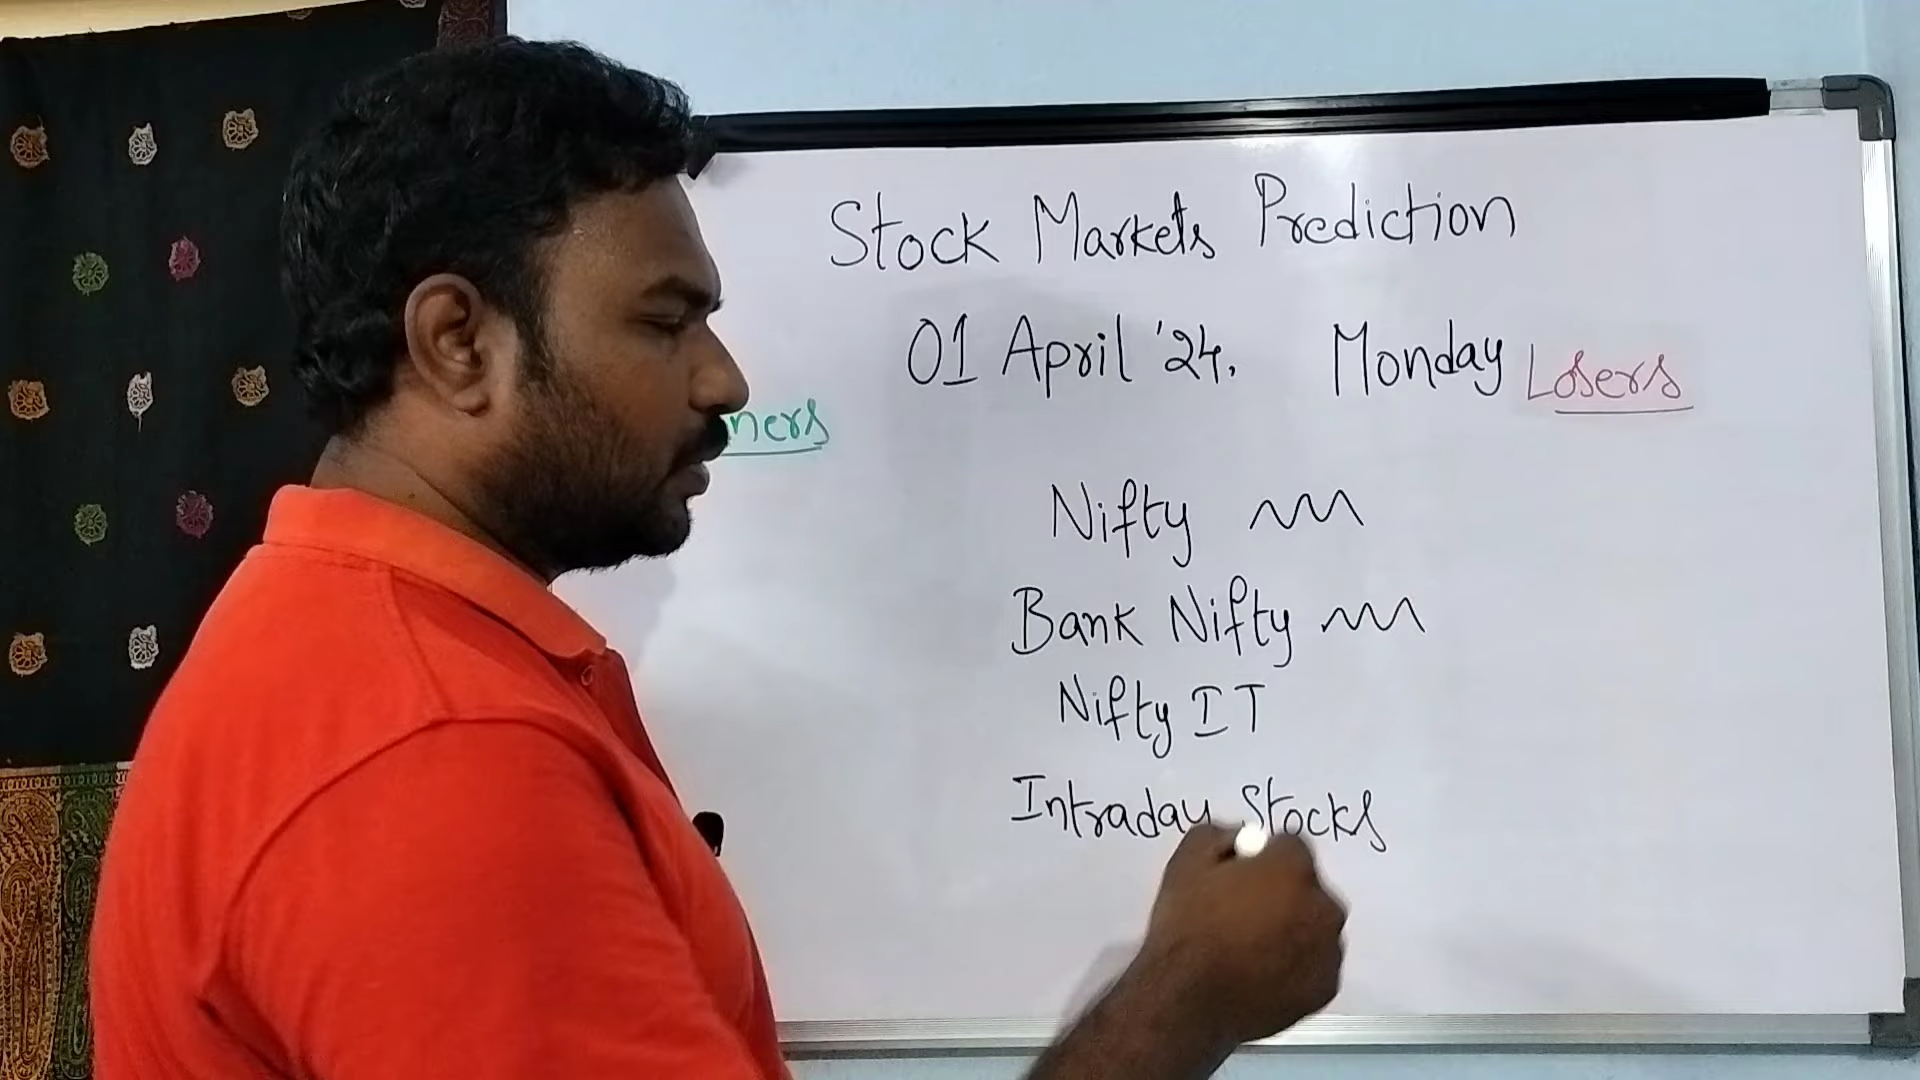 Stock Markets Prediction
01 April '24. Monday
Losers
Nifty
Bank Nifty
Nifty IT
Intraday Stocks